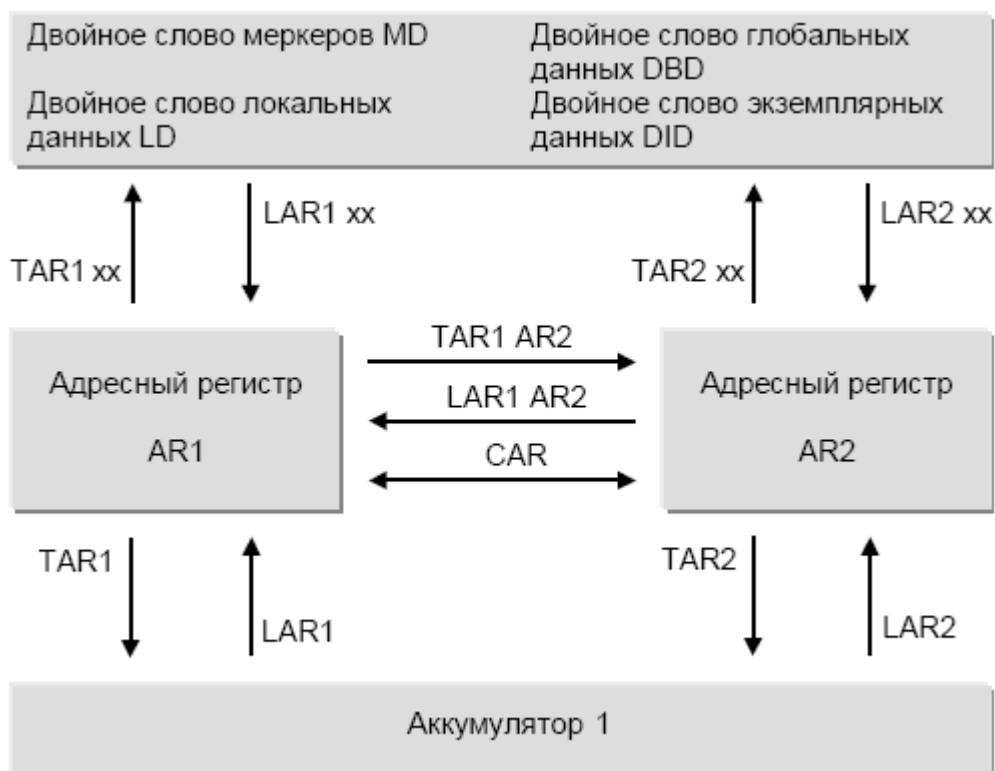 Двойное слово меркеров MD
Двойное слово локальных
данных LD
Двойное слово глобальных
данных DBD
Двойное слово экземплярных
данных DID
TAR1 xx
LAR1 xx
TAR2 xx
LAR2 xx
Адресный регистр
AR1
TAR1 AR2
LAR1 AR2
CAR
Адресный регистр
AR2
TAR1
LAR1
TAR2
LAR2
Аккумулятор 1